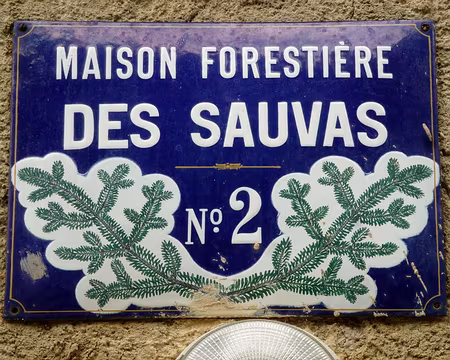 MAISON FORESTIÈRE
DES SAUVAS
No. 2